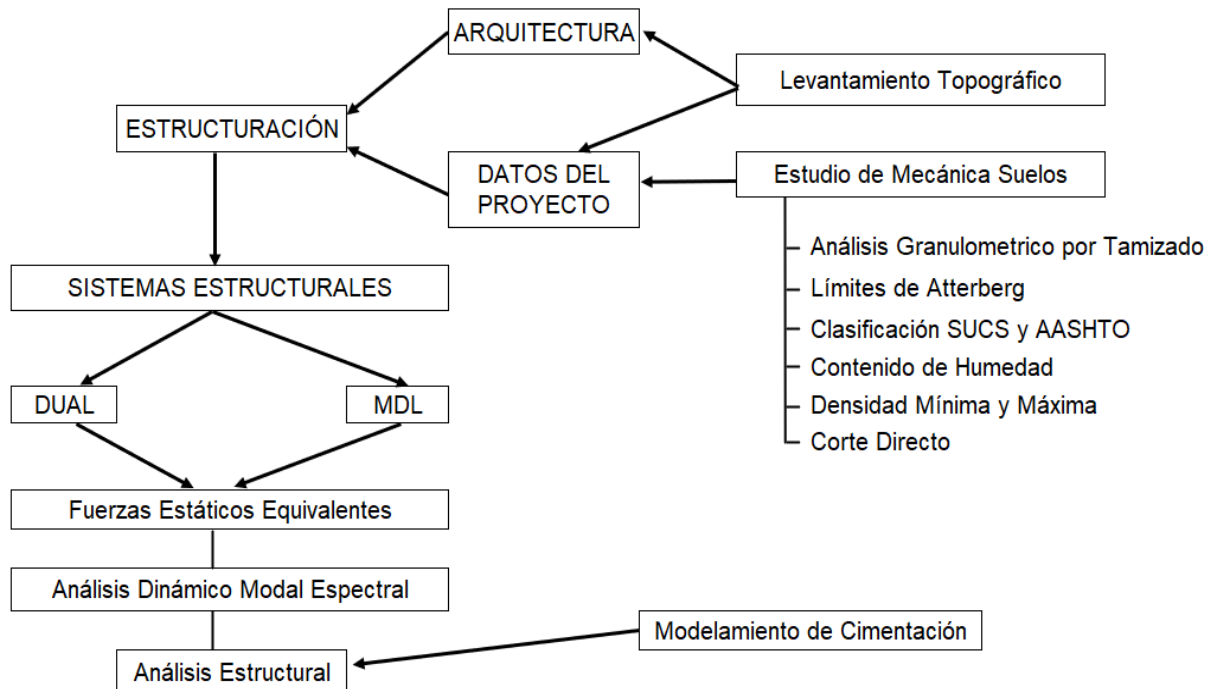 ARQUITECTURA
Levantamiento Topográfico
ESTRUCTURACIÓN
DATOS DEL
PROYECTO
Estudio de Mecánica Suelos
Análisis Granulometrico por Tamizado
Límites de Atterberg
Clasificación SUCS y AASHTO
Contenido de Humedad
Densidad Mínima y Máxima
Corte Directo
SISTEMAS ESTRUCTURALES
DUAL
MDL
Fuerzas Estáticos Equivalentes
Análisis Dinámico Modal Espectral
Modelamiento de Cimentación
Análisis Estructural